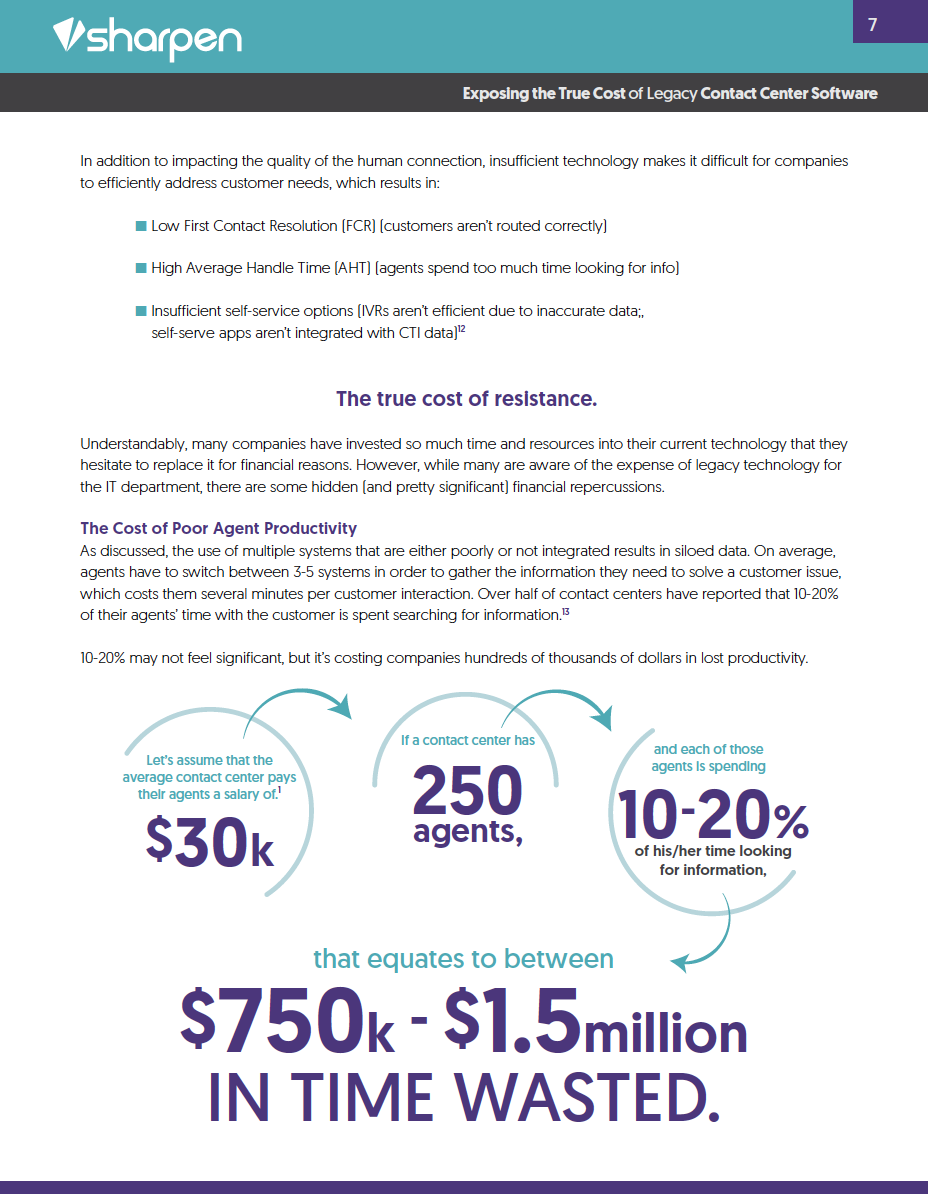 sharpen
7
Exposing the True Cost of Legacy Contact Center Software
In addition to impacting the quality of the human connection, insufficient technology makes it difficult for companies
to efficiently address customer needs, which results in:
Low First Contact Resolution (FCR) (customers aren't routed correctly)
High Average Handle Time (AHT) (agents spend too much time looking for info)
Insufficient self-service options (IVRs aren't efficient due to inaccurate data;,
self-serve apps aren't integrated with CTI data)12
The true cost of resistance.
Understandably, many companies have invested so much time and resources into their current technology that they
hesitate to replace it for financial reasons. However, while many are aware of the expense of legacy technology for
the IT department, there are some hidden (and pretty significant) financial repercussions.
The Cost of Poor Agent Productivity
As discussed, the use of multiple systems that are either poorly or not integrated results in siloed data. On average,
agents have to switch between 3-5 systems in order to gather the information they need to solve a customer issue,
which costs them several minutes per customer interaction. Over half of contact centers have reported that 10-20%
of their agents' time with the customer is spent searching for information.13
10-20% may not feel significant, but it's costing companies hundreds of thousands of dollars in lost productivity.
Let's assume that the
average contact center pays
their agents a salary of.1
$30k
If a contact center has
250
agents,
and each of those
agents is spending
10-20%
of his/her time looking
for information,
that equates to between
$750k - $1.5million
IN TIME WASTED.